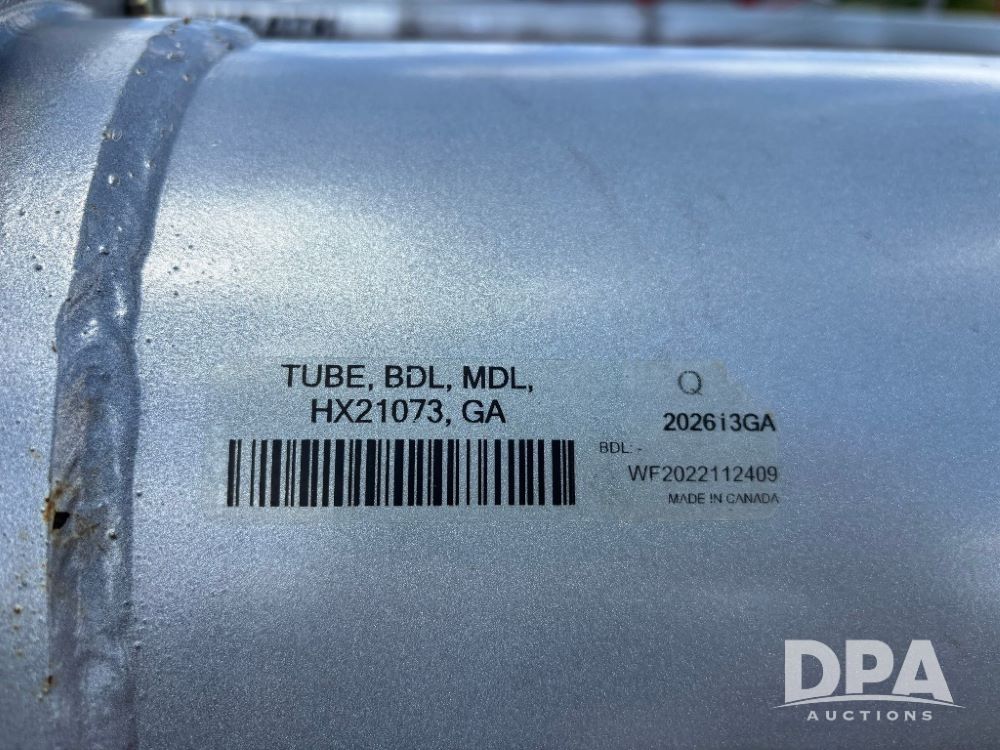 TUBE, BDL, MDL,
HX21073, GA
Q
2026i3GA
BDL: -
WF2022112409
MADE IN CANADA
DPA
AUCTIONS